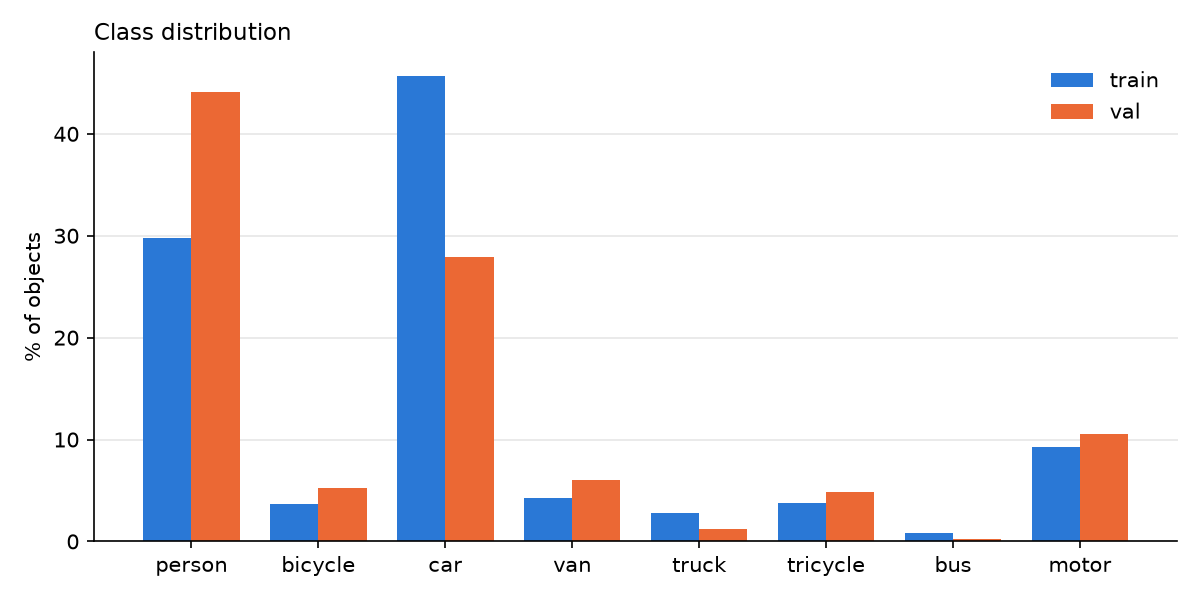 Class distribution
train
val
% of objects
40
30
20
10
0
person bicycle car van truck tricycle bus motor